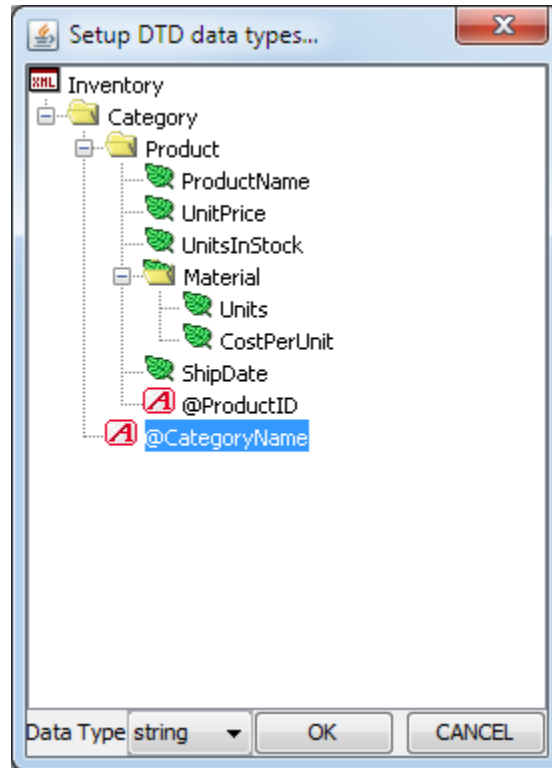 Setup DTD data types...
XML Inventory
Category
Product
ProductName
UnitPrice
UnitsInStock
Material
Units
CostPerUnit
ShipDate
A @ProductID
A @CategoryName
Data Type string OK CANCEL